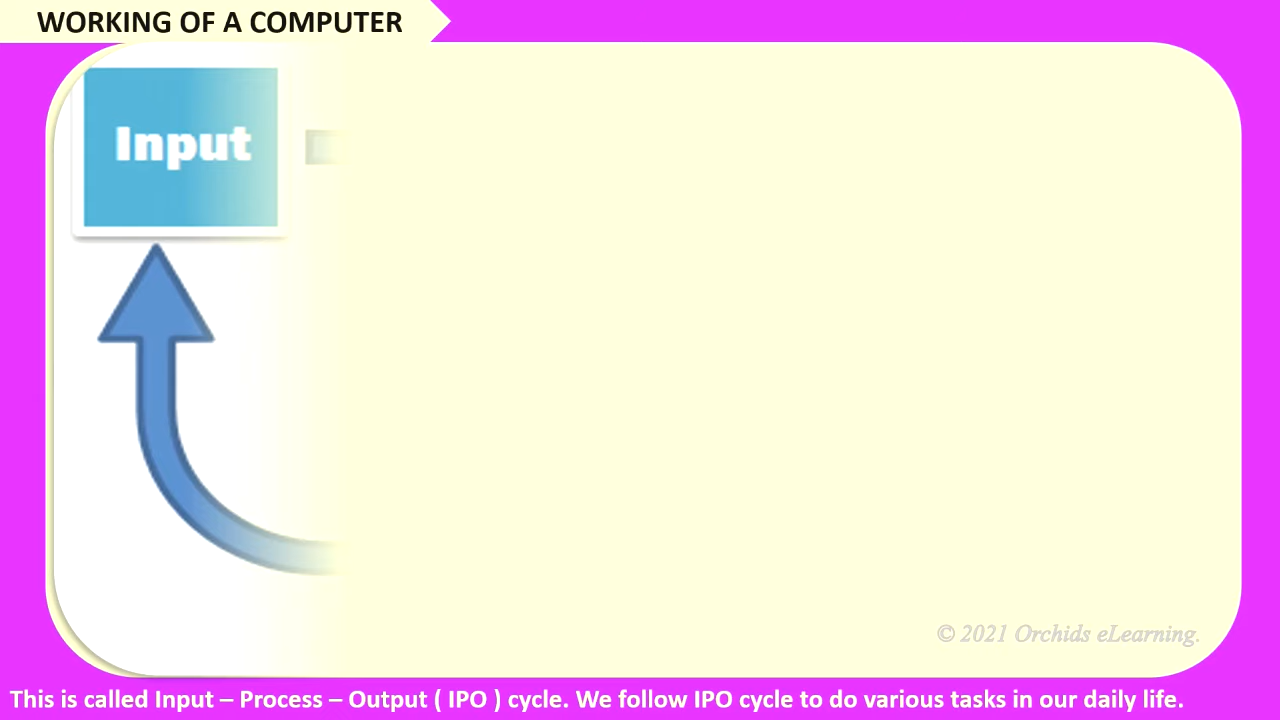 WORKING OF A COMPUTER
Input
© 2021 Orchids eLearning.
This is called Input – Process – Output ( IPO ) cycle. We follow IPO cycle to do various tasks in our daily life.